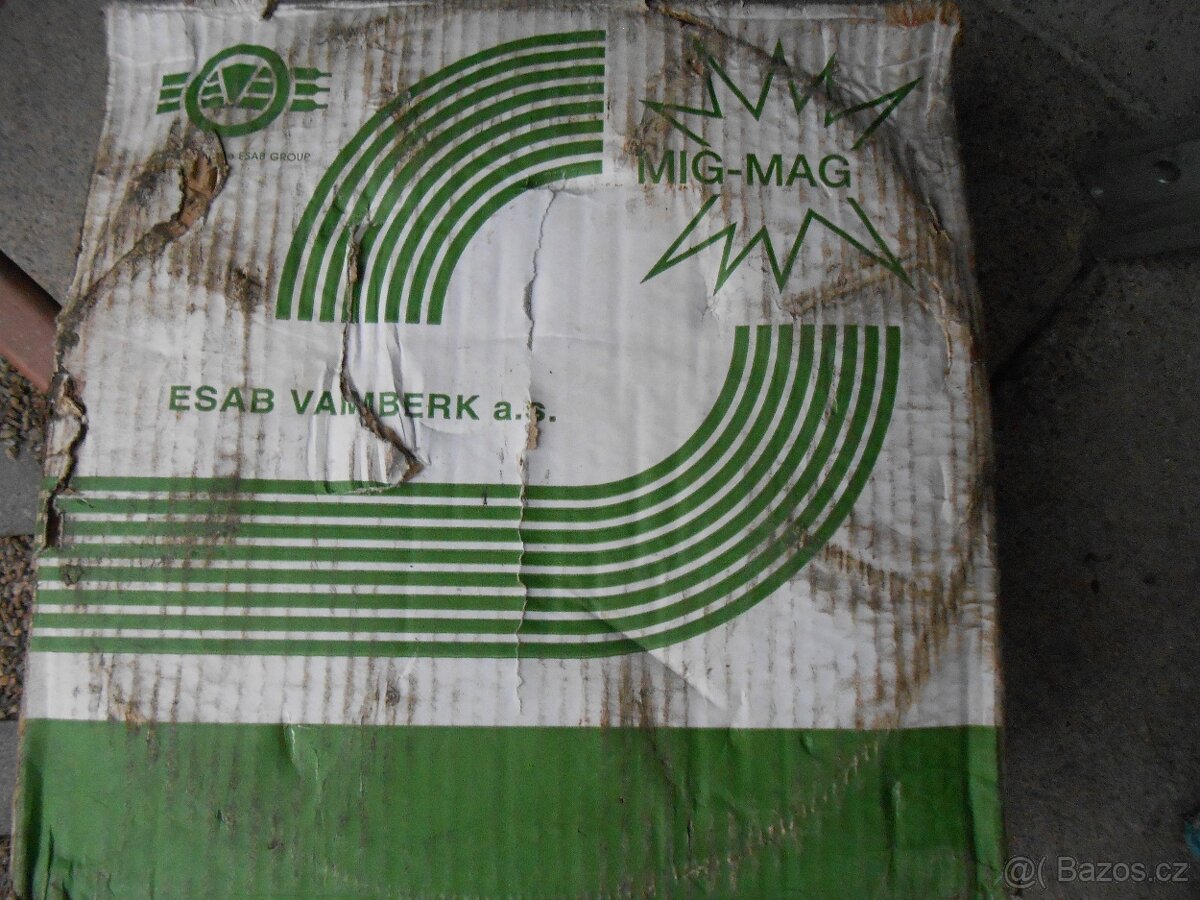 ESAB GROUP
MIG-MAG
ESAB VAMBERK a.s.
@( Bazos.cz